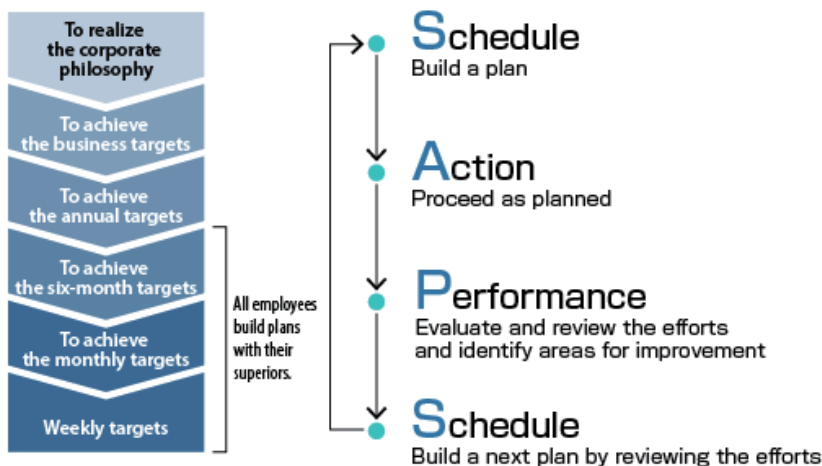 To realize
the corporate
philosophy
To achieve
the business targets
To achieve
the annual targets
To achieve
the six-month targets
To achieve
the monthly targets
Weekly targets
All employees
build plans
with their
superiors.
Schedule
Build a plan
Action
Proceed as planned
Performance
Evaluate and review the efforts
and identify areas for improvement
Schedule
Build a next plan by reviewing the efforts